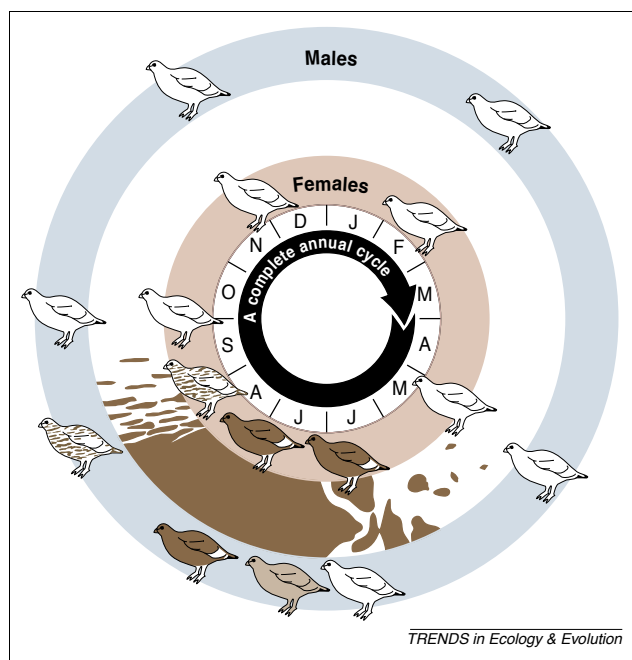 Males
Females
J
F
M
A
M
J
J
A
S
O
N
D
A complete annual cycle
TRENDS in Ecology & Evolution